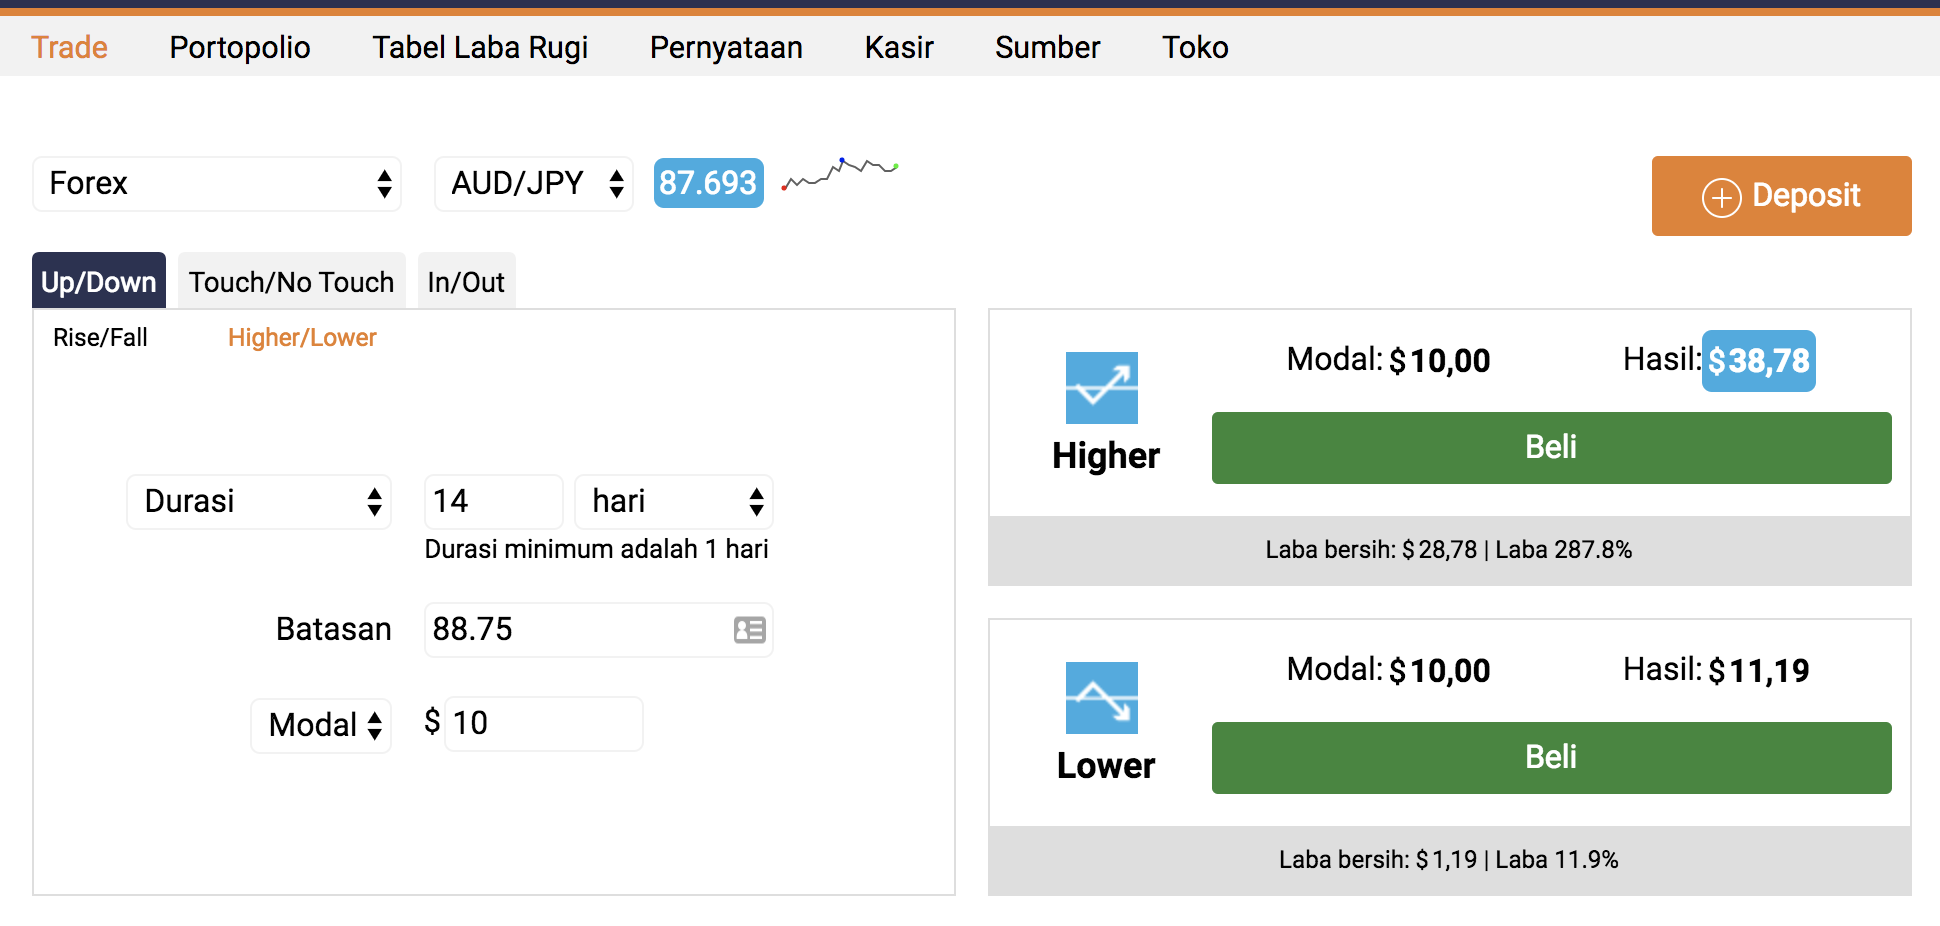 Trade Portopolio Tabel Laba Rugi Pernyataan Kasir Sumber Toko
Forex AUD/JPY 87.693
Deposit
Up/Down Touch/No Touch In/Out
Rise/Fall Higher/Lower
Durasi 14 hari
Durasi minimum adalah 1 hari
Batasan 88.75
Modal $ 10
Modal: $ 10,00 Hasil: $ 38,78
Higher
Beli
Laba bersih: $ 28,78 | Laba 287.8%
Modal: $ 10,00 Hasil: $ 11,19
Lower
Beli
Laba bersih: $ 1,19 | Laba 11.9%